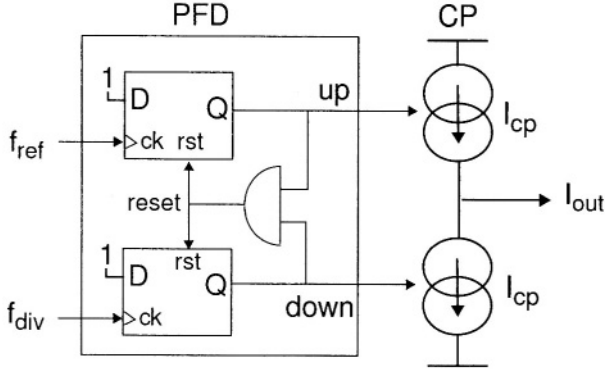 PFD
CP
1
D
Q
up
f_ref
ck
rst
I_cp
reset
I_out
1
rst
D
Q
down
I_cp
f_div
ck